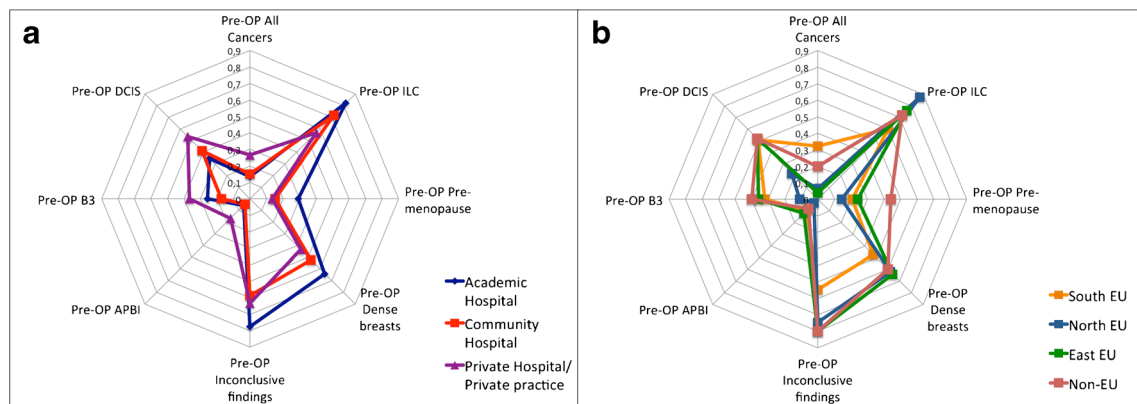 a
Pre-OP All
Cancers
0,9
0,8
0,7
0,6
0,5
0,4
0,3
0,2
0,1
0
Pre-OP DCIS
Pre-OP ILC
Pre-OP B3
Pre-OP Pre-
menopause
Pre-OP APBI
Pre-OP
Dense
breasts
Pre-OP
Inconclusive
findings
Academic
Hospital
Community
Hospital
Private Hospital/
Private practice
b
Pre-OP All
Cancers
0,9
0,8
0,7
0,6
0,5
0,4
0,3
0,2
0,1
0
Pre-OP DCIS
Pre-OP ILC
Pre-OP B3
Pre-OP Pre-
menopause
Pre-OP APBI
Pre-OP
Dense
breasts
Pre-OP
Inconclusive
findings
South EU
North EU
East EU
Non-EU